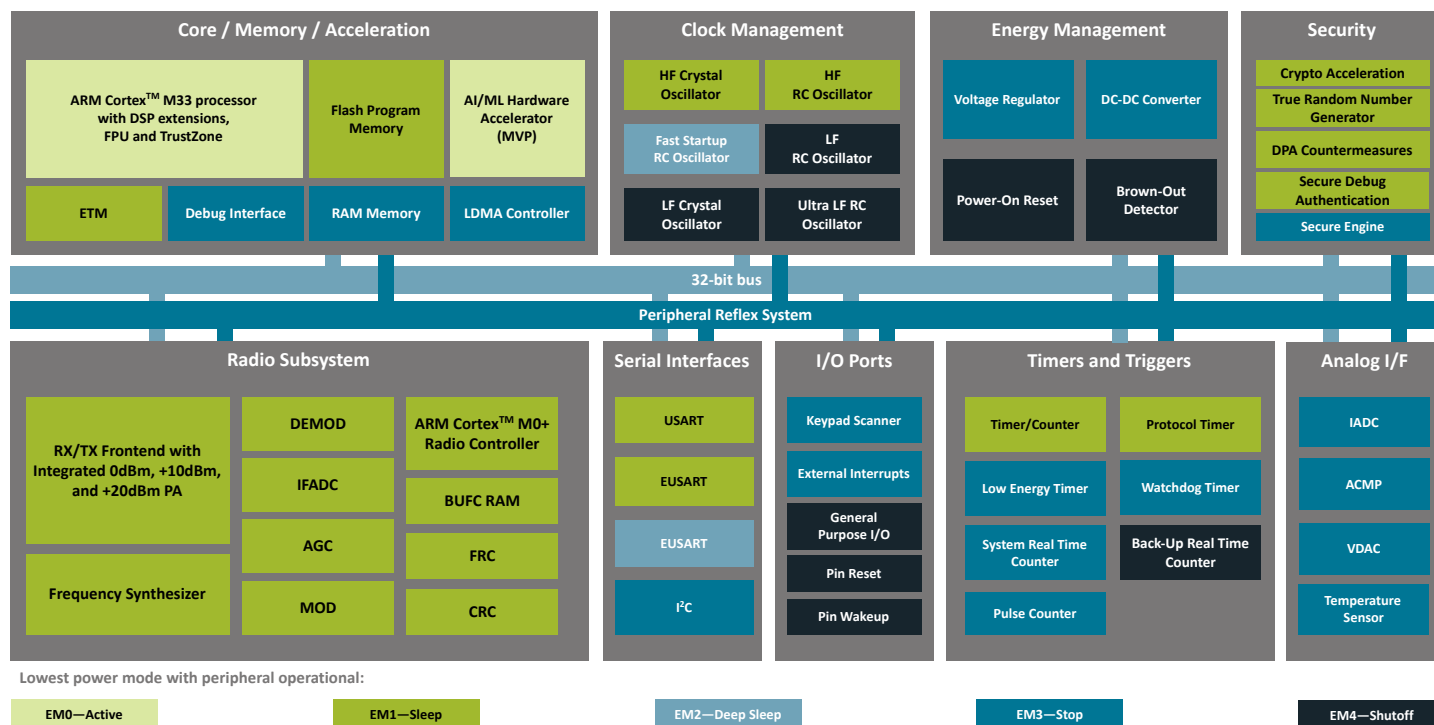 Core / Memory / Acceleration
ARM Cortex™ M33 processor
with DSP extensions,
FPU and TrustZone
Flash Program
Memory
AI/ML Hardware
Accelerator
(MVP)
ETM
Debug Interface
RAM Memory
LDMA Controller
Clock Management
HF Crystal
Oscillator
HF
RC Oscillator
Fast Startup
RC Oscillator
LF
RC Oscillator
LF Crystal
Oscillator
Ultra LF RC
Oscillator
Energy Management
Voltage Regulator
DC-DC Converter
Power-On Reset
Brown-Out
Detector
Security
Crypto Acceleration
True Random Number
Generator
DPA Countermeasures
Secure Debug
Authentication
Secure Engine
32-bit bus
Peripheral Reflex System
Radio Subsystem
RX/TX Frontend with
Integrated 0dBm, +10dBm,
and +20dBm PA
Frequency Synthesizer
DEMOD
IFADC
AGC
MOD
ARM Cortex™ M0+
Radio Controller
BUFC RAM
FRC
CRC
Serial Interfaces
USART
EUSART
EUSART
I²C
I/O Ports
Keypad Scanner
External Interrupts
General
Purpose I/O
Pin Reset
Pin Wakeup
Timers and Triggers
Timer/Counter
Protocol Timer
Low Energy Timer
Watchdog Timer
System Real Time
Counter
Back-Up Real Time
Counter
Pulse Counter
Analog I/F
IADC
ACMP
VDAC
Temperature
Sensor
Lowest power mode with peripheral operational:
EM0—Active
EM1—Sleep
EM2—Deep Sleep
EM3—Stop
EM4—Shutoff